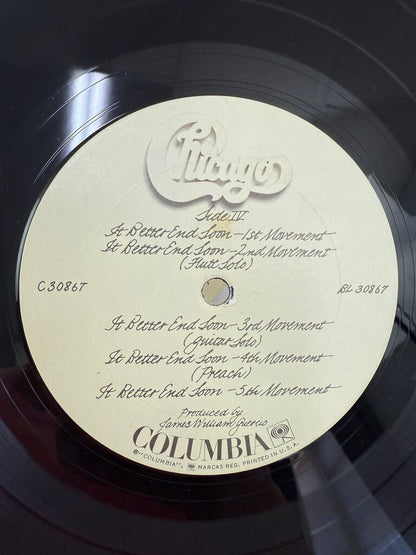 Chicago
Side IV
It Better End Soon-1st Movement
It Better End Soon-2nd Movement
(Flute Solo)
C 30867
BL 30867
It Better End Soon-3rd Movement
(Guitar Solo)
It Better End Soon-4th Movement
(Preach)
It Better End Soon-5th Movement
Produced by
James William Guercio
COLUMBIA
®"COLUMBIA", MARCAS REG. PRINTED IN U.S.A.